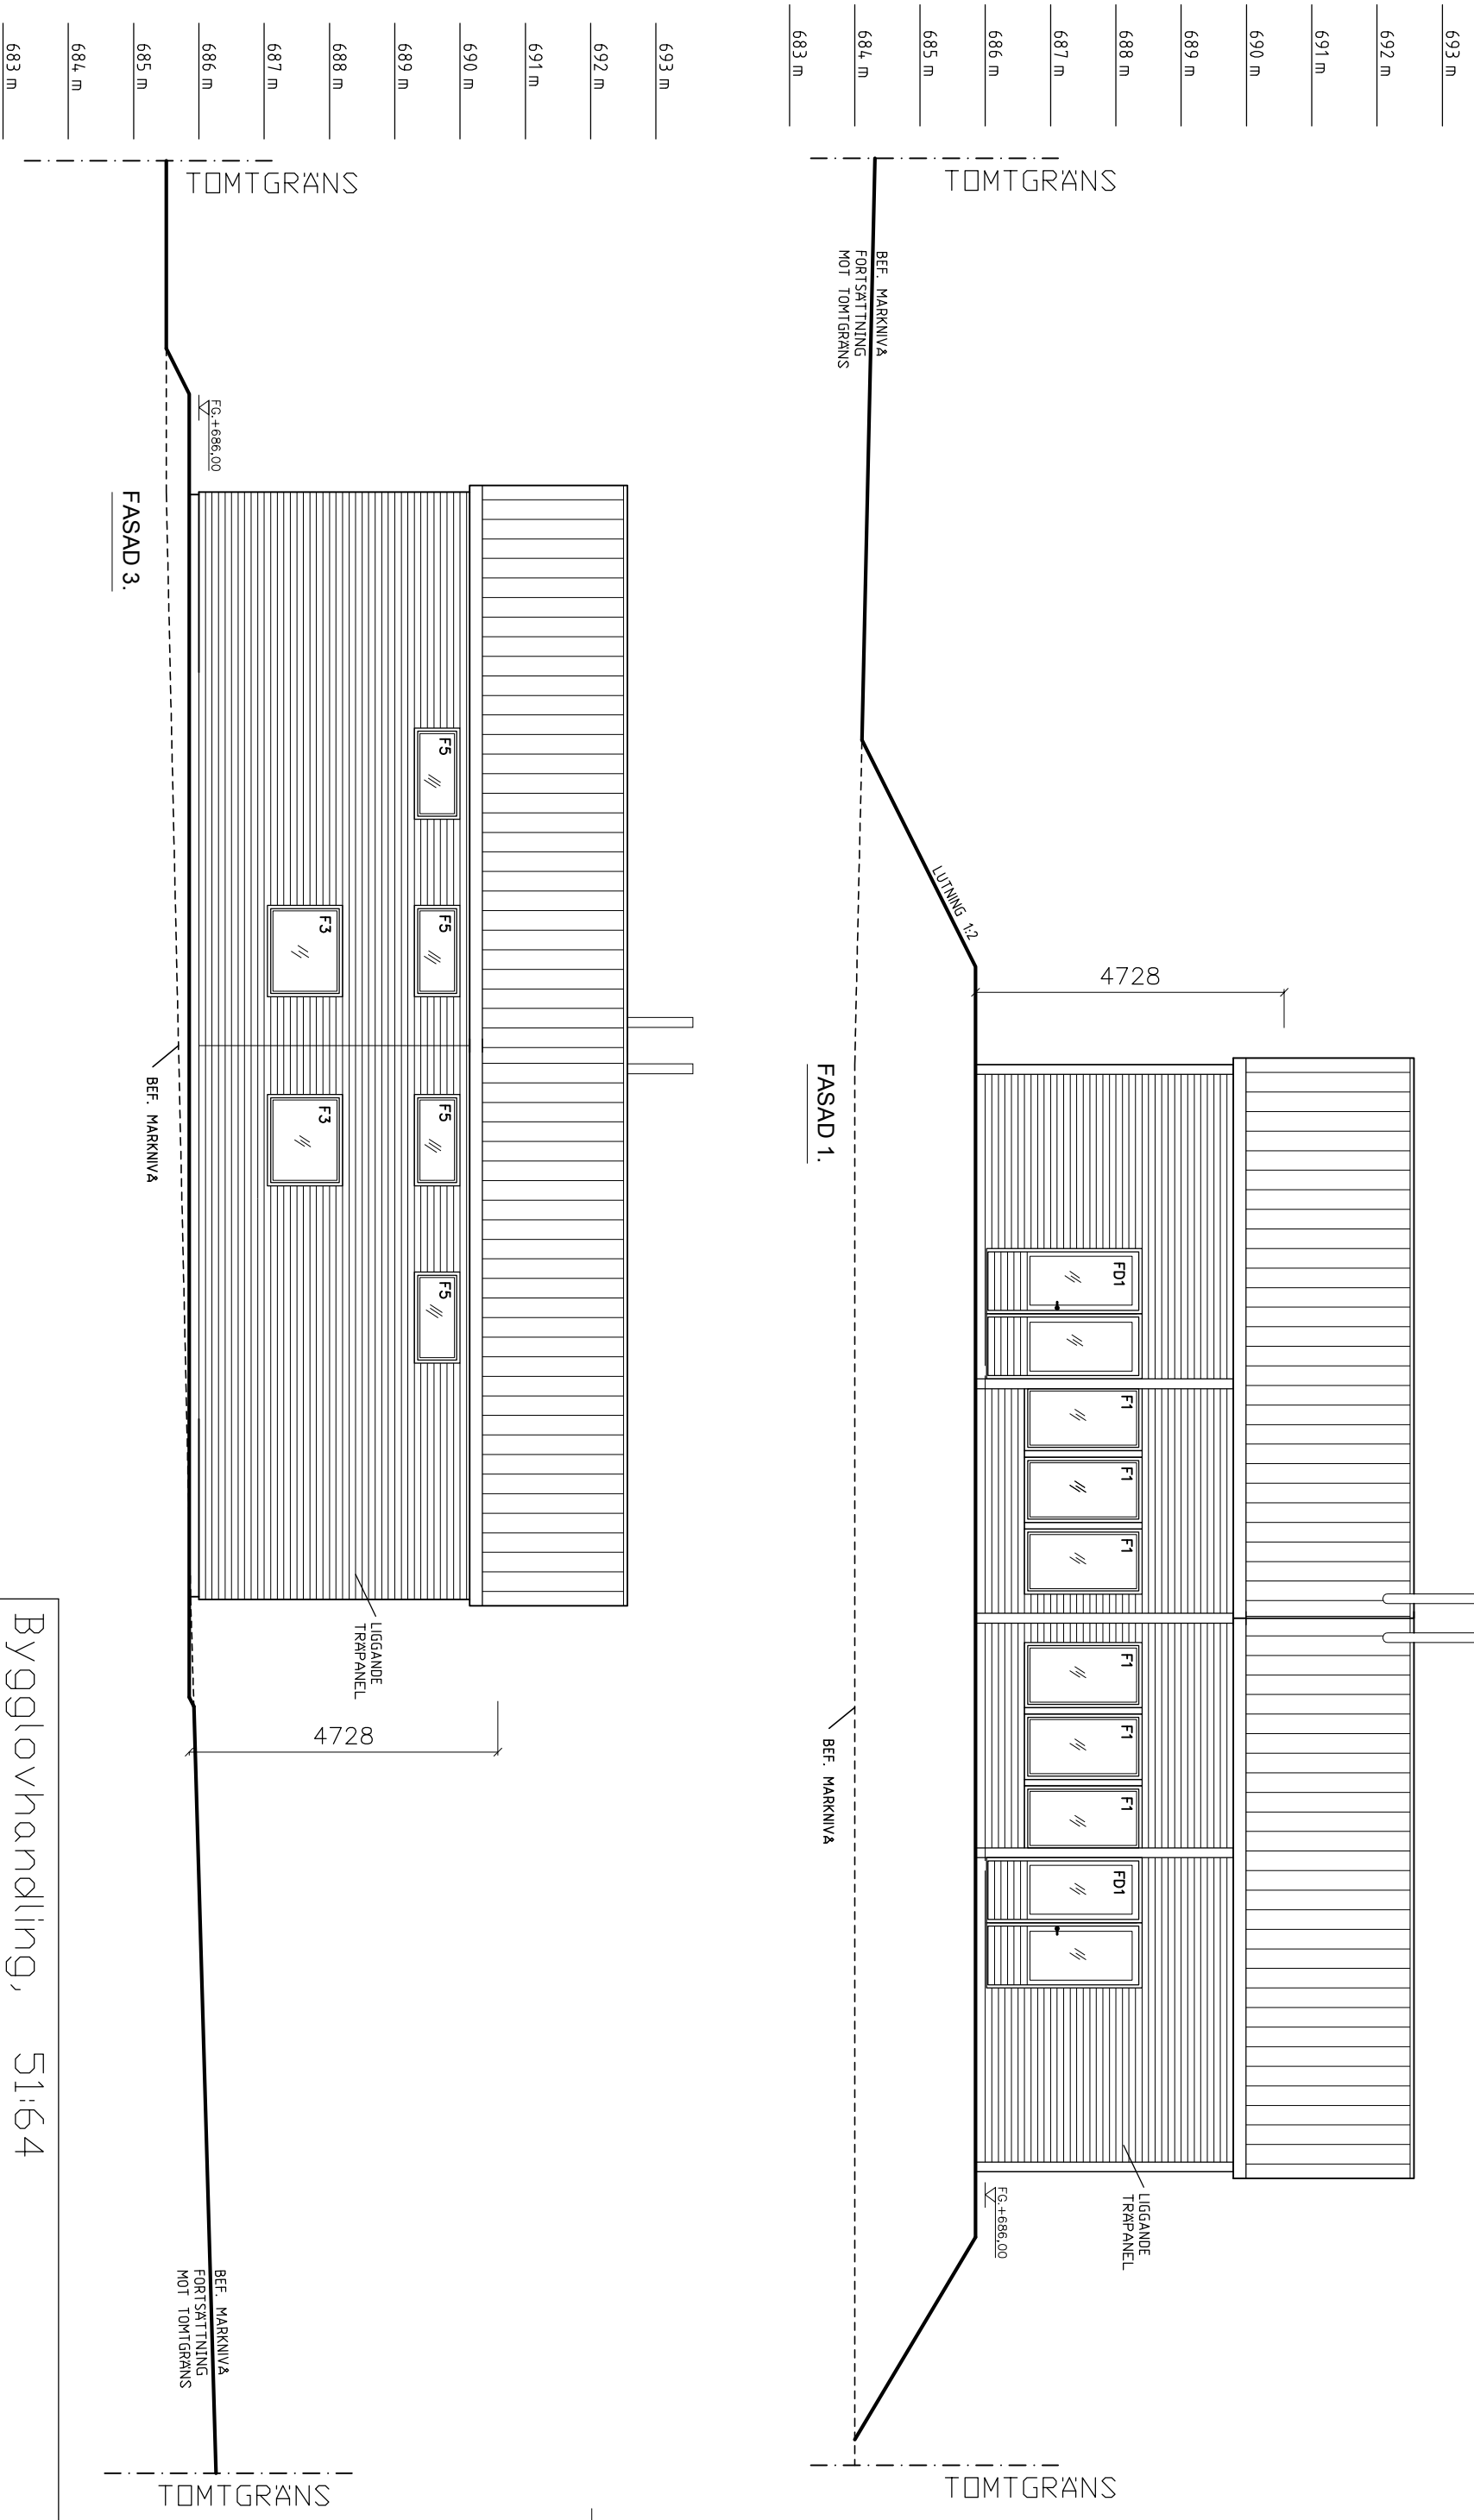 693 m
692 m
691 m
690 m
689 m
688 m
687 m
686 m
685 m
684 m
683 m
TOMTGRÄNS
BEF. MARKNIVÅ
FORTSÄTTNING
MOT TOMTGRÄNS
LUTNING 1:2
4728
FASAD 1.
FD1
F1
F1
F1
F1
F1
F1
FD1
BEF. MARKNIVÅ
LIGGANDE
TRÄPANEL
FG.+686,00
TOMTGRÄNS
693 m
692 m
691 m
690 m
689 m
688 m
687 m
686 m
685 m
684 m
683 m
TOMTGRÄNS
FG.+686,00
FASAD 3.
F5
F5
F5
F5
F3
F3
BEF. MARKNIVÅ
LIGGANDE
TRÄPANEL
4728
BEF. MARKNIVÅ
FORTSÄTTNING
MOT TOMTGRÄNS
TOMTGRÄNS
Bygglovhandling, 51:64